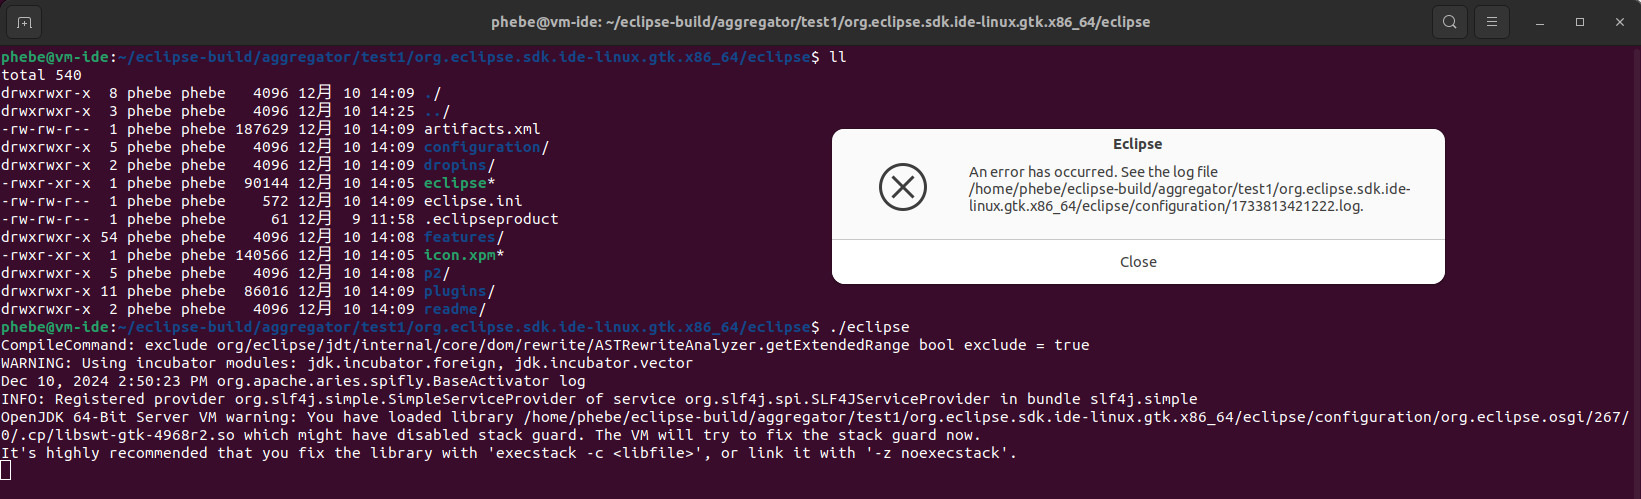 phebe@vm-ide: ~/eclipse-build/aggregator/test1/org.eclipse.sdk.ide-linux.gtk.x86_64/eclipse
phebe@vm-ide:~/eclipse-build/aggregator/test1/org.eclipse.sdk.ide-linux.gtk.x86_64/eclipse$ ll
total 540
drwxrwxr-x  8 phebe phebe   4096 12月 10 14:09 ./
drwxrwxr-x  3 phebe phebe   4096 12月 10 14:25 ../
-rw-rw-r--  1 phebe phebe 187629 12月 10 14:09 artifacts.xml
drwxrwxr-x  5 phebe phebe   4096 12月 10 14:09 configuration/
drwxrwxr-x  2 phebe phebe   4096 12月 10 14:09 dropins/
-rwxr-xr-x  1 phebe phebe  90144 12月 10 14:05 eclipse*
-rw-rw-r--  1 phebe phebe    572 12月 10 14:09 eclipse.ini
-rw-rw-r--  1 phebe phebe     61 12月  9 11:58 .eclipseproduct
drwxrwxr-x 54 phebe phebe   4096 12月 10 14:08 features/
-rwxr-xr-x  1 phebe phebe 140566 12月 10 14:05 icon.xpm*
drwxrwxr-x  5 phebe phebe   4096 12月 10 14:08 p2/
drwxrwxr-x 11 phebe phebe  86016 12月 10 14:09 plugins/
drwxrwxr-x  2 phebe phebe   4096 12月 10 14:09 readme/
phebe@vm-ide:~/eclipse-build/aggregator/test1/org.eclipse.sdk.ide-linux.gtk.x86_64/eclipse$ ./eclipse
CompileCommand: exclude org/eclipse/jdt/internal/core/dom/rewrite/ASTRewriteAnalyzer.getExtendedRange bool exclude = true
WARNING: Using incubator modules: jdk.incubator.foreign, jdk.incubator.vector
Dec 10, 2024 2:50:23 PM org.apache.aries.spifly.BaseActivator log
INFO: Registered provider org.slf4j.simple.SimpleServiceProvider of service org.slf4j.spi.SLF4JServiceProvider in bundle slf4j.simple
OpenJDK 64-Bit Server VM warning: You have loaded library /home/phebe/eclipse-build/aggregator/test1/org.eclipse.sdk.ide-linux.gtk.x86_64/eclipse/configuration/org.eclipse.osgi/267/
0/.cp/libswt-gtk-4968r2.so which might have disabled stack guard. The VM will try to fix the stack guard now.
It's highly recommended that you fix the library with 'execstack -c <libfile>', or link it with '-z noexecstack'.
Eclipse
An error has occurred. See the log file
/home/phebe/eclipse-build/aggregator/test1/org.eclipse.sdk.ide-
linux.gtk.x86_64/eclipse/configuration/1733813421222.log.
Close